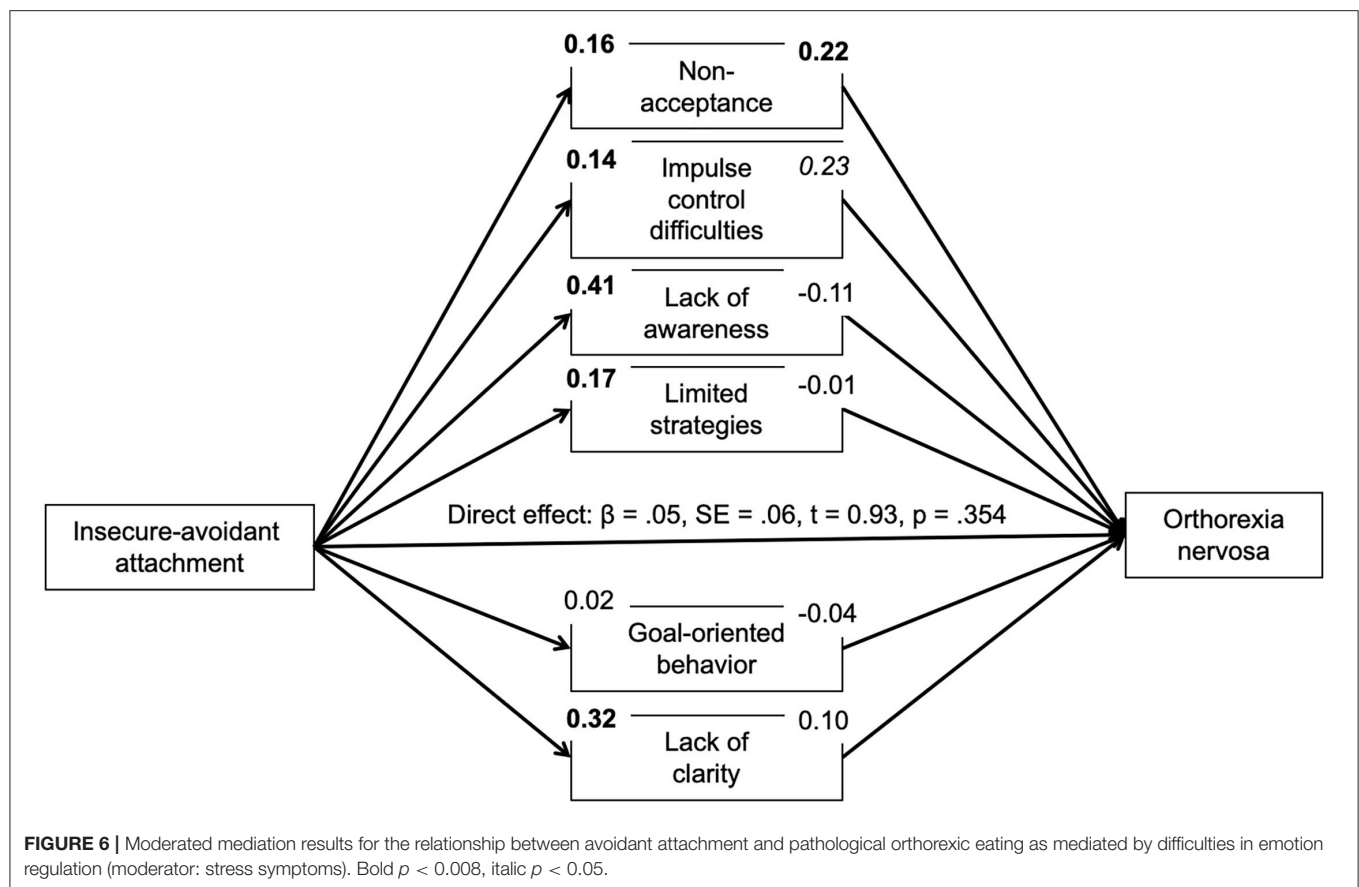 0.16
0.22
Non-
acceptance
0.14
0.23
Impulse
control
difficulties
0.41
-0.11
Lack of
awareness
0.17
-0.01
Limited
strategies
Direct effect: β = .05, SE = .06, t = 0.93, p = .354
Insecure-avoidant
attachment
Orthorexia
nervosa
0.02
-0.04
Goal-oriented
behavior
0.32
0.10
Lack of
clarity
FIGURE 6 | Moderated mediation results for the relationship between avoidant attachment and pathological orthorexic eating as mediated by difficulties in emotion
regulation (moderator: stress symptoms). Bold p < 0.008, italic p < 0.05.